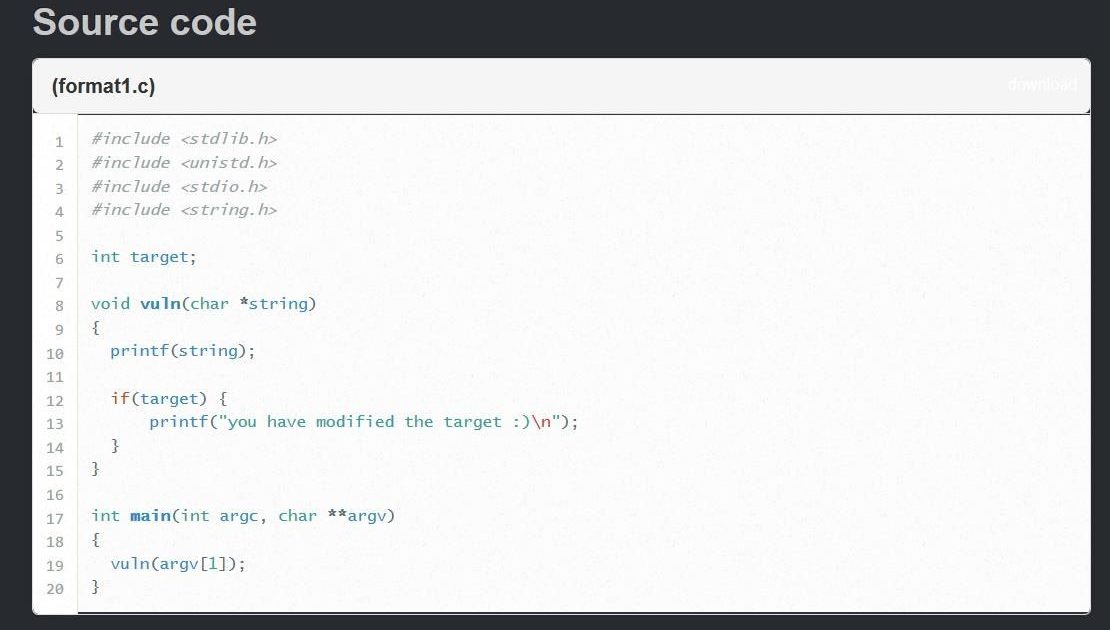 Source code
(format1.c)
download
1 #include <stdlib.h>
2 #include <unistd.h>
3 #include <stdio.h>
4 #include <string.h>
5
6 int target;
7
8 void vuln(char *string)
9 {
10   printf(string);
11
12   if(target) {
13       printf("you have modified the target :)\n");
14   }
15 }
16
17 int main(int argc, char **argv)
18 {
19   vuln(argv[1]);
20 }